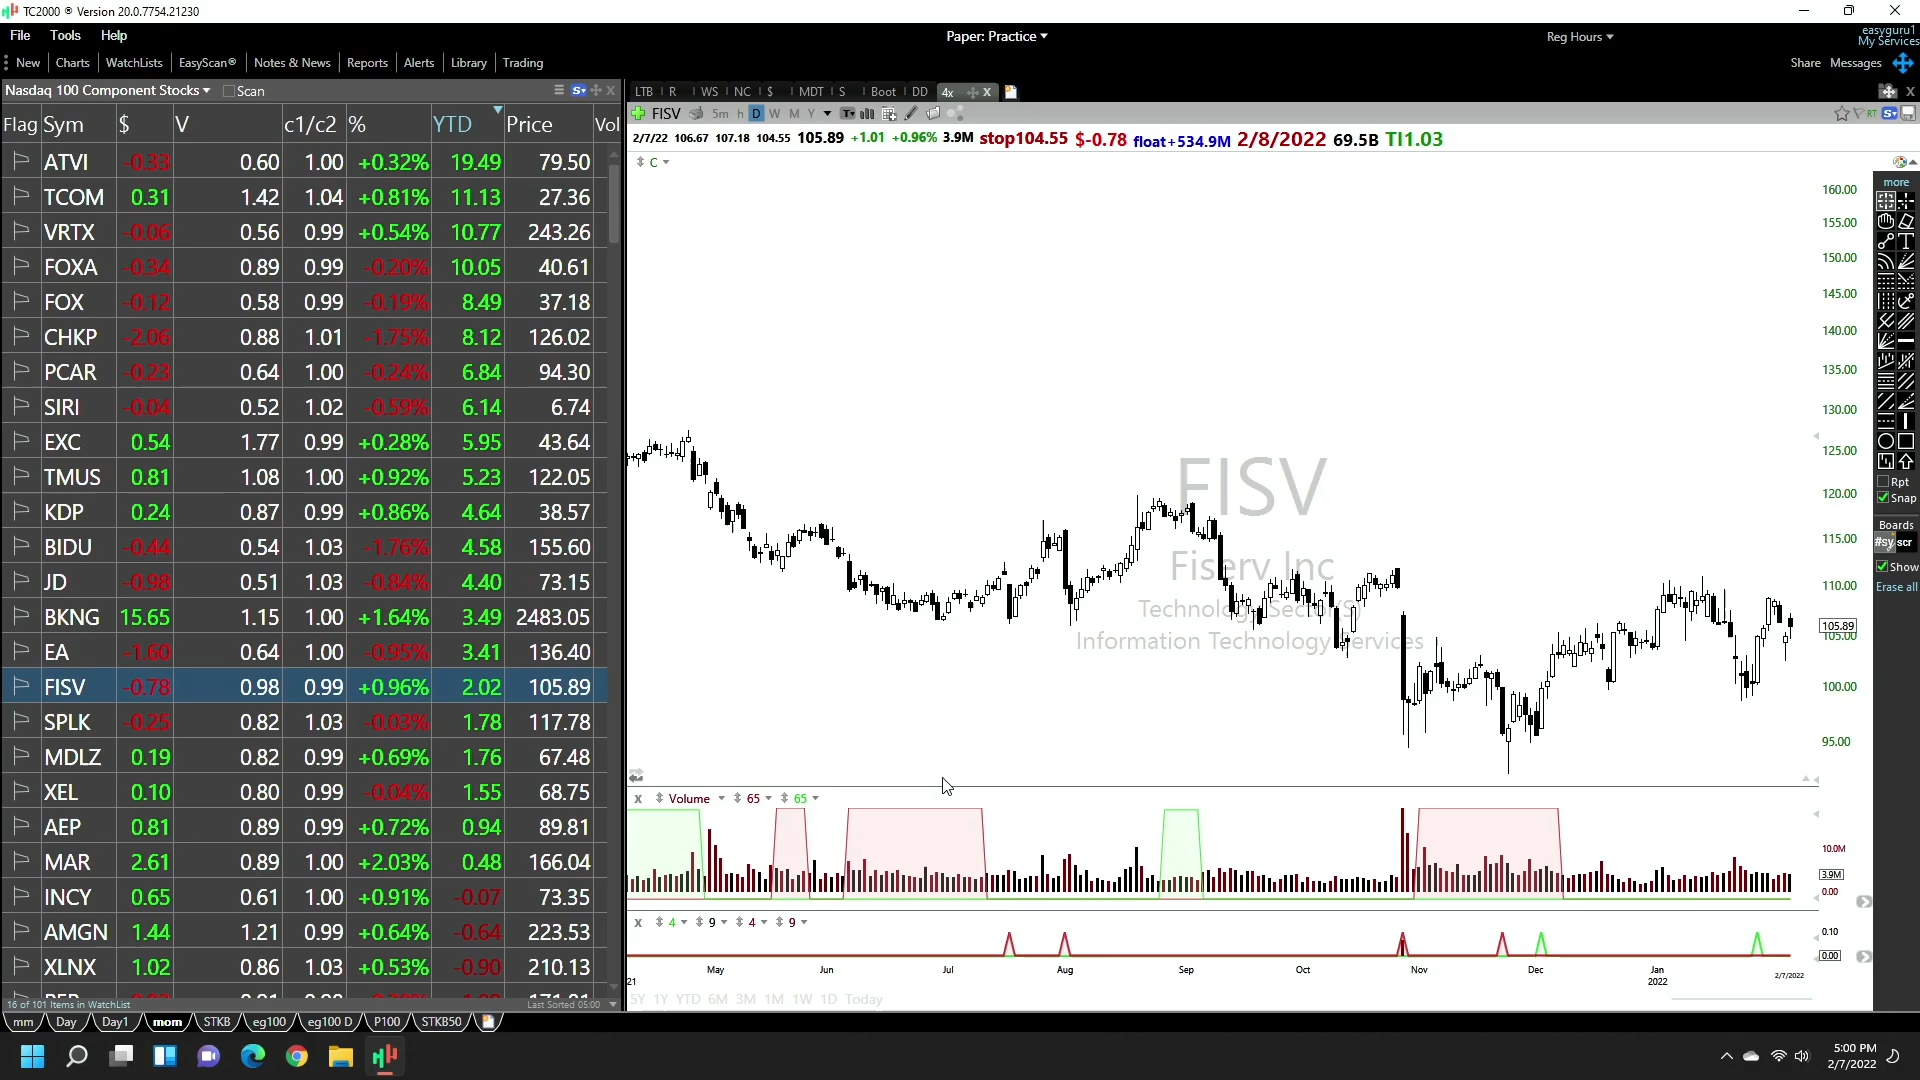 TC2000 ® Version 20.0.7754.21230
File Tools Help
Paper: Practice
Reg Hours
easyguru1
My Services
New Charts WatchLists EasyScan® Notes & News Reports Alerts Library Trading
Share Messages
Nasdaq 100 Component Stocks Scan
LTB R WS NC $ MDT S Boot DD 4x
FISV 5m h D W M Y
Flag Sym $ V c1/c2 % YTD Price Vol
2/7/22 106.67 107.18 104.55 105.89 +1.01 +0.96% 3.9M stop104.55 $-0.78 float+534.9M 2/8/2022 69.5B TI1.03
C
ATVI -0.33 0.60 1.00 +0.32% 19.49 79.50
TCOM 0.31 1.42 1.04 +0.81% 11.13 27.36
VRTX -0.06 0.56 0.99 +0.54% 10.77 243.26
FOXA -0.34 0.89 0.99 -0.20% 10.05 40.61
FOX -0.12 0.58 0.99 -0.19% 8.49 37.18
CHKP -2.06 0.88 1.01 -1.75% 8.12 126.02
PCAR -0.23 0.64 1.00 -0.24% 6.84 94.30
SIRI -0.04 0.52 1.02 -0.59% 6.14 6.74
EXC 0.54 1.77 0.99 +0.28% 5.95 43.64
TMUS 0.81 1.08 1.00 +0.92% 5.23 122.05
KDP 0.24 0.87 0.99 +0.86% 4.64 38.57
BIDU -0.44 0.54 1.03 -1.76% 4.58 155.60
JD -0.98 0.51 1.03 -0.84% 4.40 73.15
BKNG 15.65 1.15 1.00 +1.64% 3.49 2483.05
EA -1.60 0.64 1.00 -0.95% 3.41 136.40
FISV -0.78 0.98 0.99 +0.96% 2.02 105.89
SPLK -0.25 0.82 1.03 -0.03% 1.78 117.78
MDLZ 0.19 0.82 0.99 +0.69% 1.76 67.48
XEL 0.10 0.80 0.99 -0.04% 1.55 68.75
AEP 0.81 0.89 0.99 +0.72% 0.94 89.81
MAR 2.61 0.89 1.00 +2.03% 0.48 166.04
INCY 0.65 0.61 1.00 +0.91% -0.07 73.35
AMGN 1.44 1.21 0.99 +0.64% -0.64 223.53
XLNX 1.02 0.86 1.03 +0.53% -0.90 210.13
16 of 101 Items in WatchList Last Sorted 05:00
FISV
Fiserv Inc
Technology Sector
Information Technology Services
160.00
155.00
150.00
145.00
140.00
135.00
130.00
125.00
120.00
115.00
110.00
105.89
105.00
100.00
95.00
Volume 65 65
10.0M
3.9M
0.00
4 9 4 9
0.10
0.00
21 May Jun Jul Aug Sep Oct Nov Dec Jan 2022 2/7/2022
5Y 1Y YTD 6M 3M 1M 1W 1D Today
more
Rpt
Snap
Boards
#sy scr
Show
Erase all
mm Day Day1 mom STKB eg100 eg100 D P100 STKB50
5:00 PM
2/7/2022